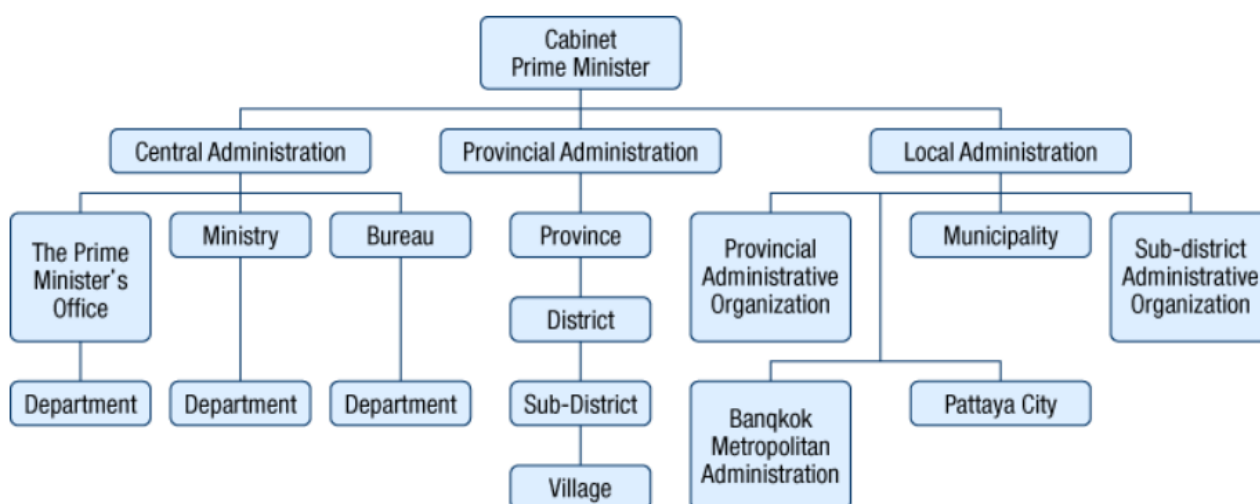 Cabinet
Prime Minister
Central Administration
Provincial Administration
Local Administration
The Prime
Minister's
Office
Ministry
Bureau
Province
Provincial
Administrative
Organization
Municipality
Sub-district
Administrative
Organization
District
Department
Department
Department
Sub-District
Banqkok
Metropolitan
Administration
Pattaya City
Village